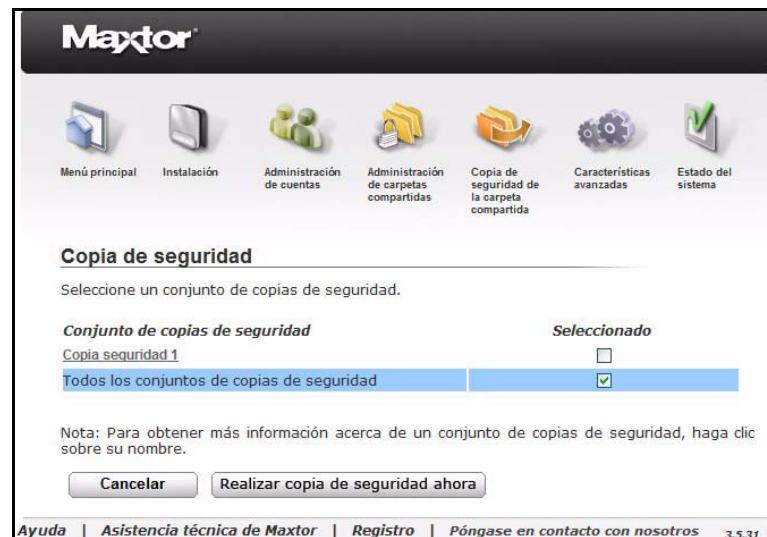 Maxtor
Menú principal
Instalación
Administración
de cuentas
Administración
de carpetas
compartidas
Copia de
seguridad de
la carpeta
compartida
Características
avanzadas
Estado del
sistema
Copia de seguridad
Seleccione un conjunto de copias de seguridad.
Conjunto de copias de seguridad Seleccionado
Copia seguridad 1
Todos los conjuntos de copias de seguridad
Nota: Para obtener más información acerca de un conjunto de copias de seguridad, haga clic
sobre su nombre.
Cancelar Realizar copia de seguridad ahora
Ayuda | Asistencia técnica de Maxtor | Registro | Póngase en contacto con nosotros 3.5.31